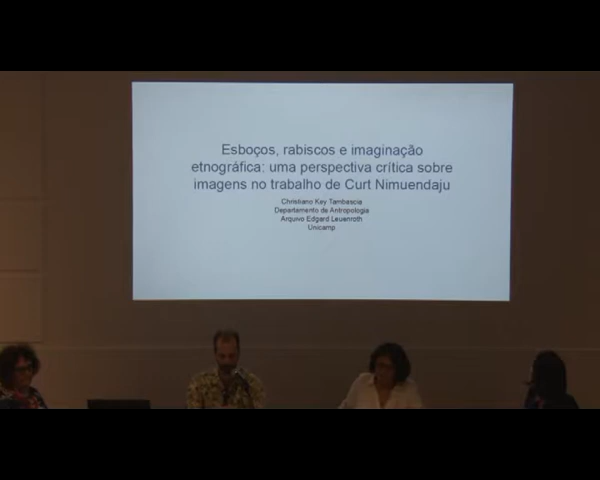 Esboços, rabiscos e imaginação
etnográfica: uma perspectiva crítica sobre
imagens no trabalho de Curt Nimuendaju
Christiano Key Tambascia
Departamento de Antropologia
Arquivo Edgard Leuenroth
Unicamp